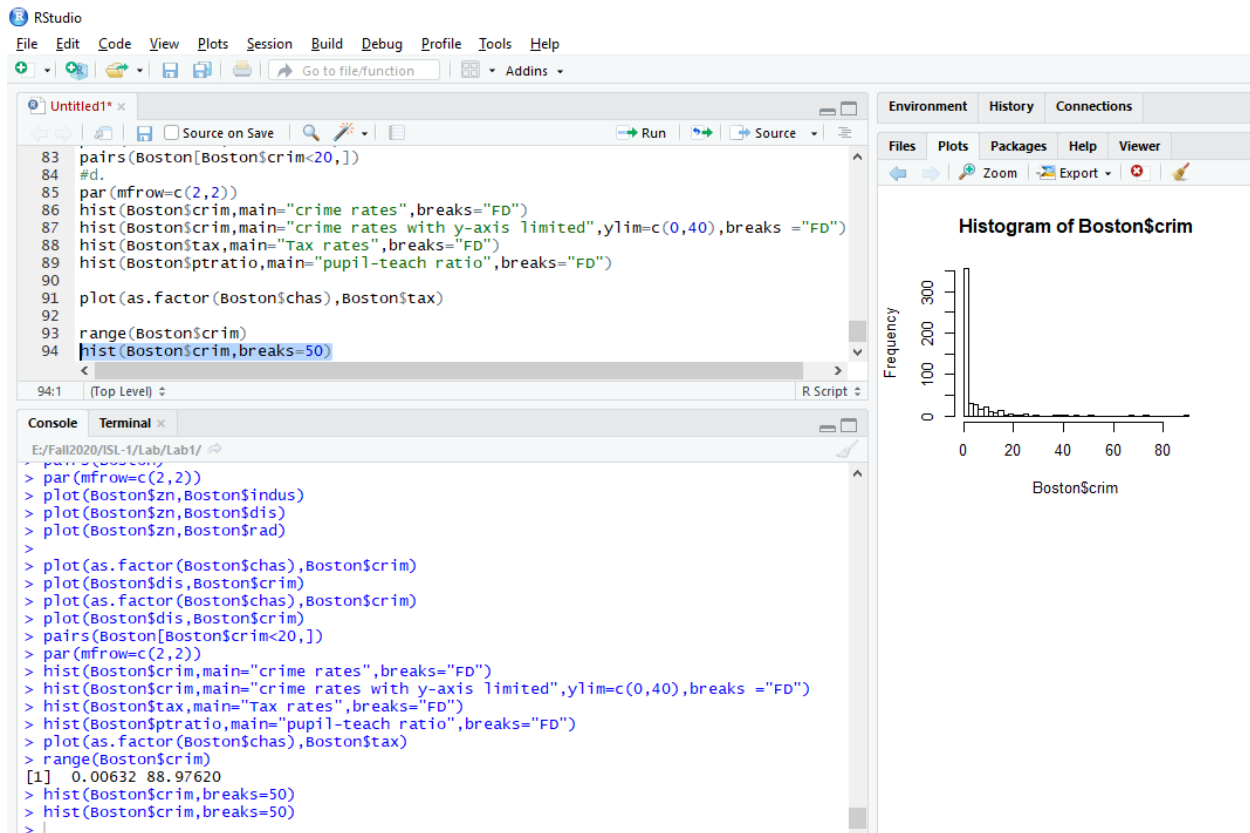 RStudio
File Edit Code View Plots Session Build Debug Profile Tools Help
Go to file/function Addins
Untitled1*
Source on Save Run Source
83 pairs(Boston[Boston$crim<20,])
84 #d.
85 par(mfrow=c(2,2))
86 hist(Boston$crim,main="crime rates",breaks="FD")
87 hist(Boston$crim,main="crime rates with y-axis limited",ylim=c(0,40),breaks ="FD")
88 hist(Boston$tax,main="Tax rates",breaks="FD")
89 hist(Boston$ptratio,main="pupil-teach ratio",breaks="FD")
90
91 plot(as.factor(Boston$chas),Boston$tax)
92
93 range(Boston$crim)
94 hist(Boston$crim,breaks=50)
94:1 (Top Level) R Script
Console Terminal
E:/Fall2020/ISL-1/Lab/Lab1/
> pairs(Boston)
> par(mfrow=c(2,2))
> plot(Boston$zn,Boston$indus)
> plot(Boston$zn,Boston$dis)
> plot(Boston$zn,Boston$rad)
>
> plot(as.factor(Boston$chas),Boston$crim)
> plot(Boston$dis,Boston$crim)
> plot(as.factor(Boston$chas),Boston$crim)
> plot(Boston$dis,Boston$crim)
> pairs(Boston[Boston$crim<20,])
> par(mfrow=c(2,2))
> hist(Boston$crim,main="crime rates",breaks="FD")
> hist(Boston$crim,main="crime rates with y-axis limited",ylim=c(0,40),breaks ="FD")
> hist(Boston$tax,main="Tax rates",breaks="FD")
> hist(Boston$ptratio,main="pupil-teach ratio",breaks="FD")
> plot(as.factor(Boston$chas),Boston$tax)
> range(Boston$crim)
[1] 0.00632 88.97620
> hist(Boston$crim,breaks=50)
> hist(Boston$crim,breaks=50)
>
Environment History Connections
Files Plots Packages Help Viewer
Zoom Export
Histogram of Boston$crim
Frequency
300
200
100
0
0 20 40 60 80
Boston$crim